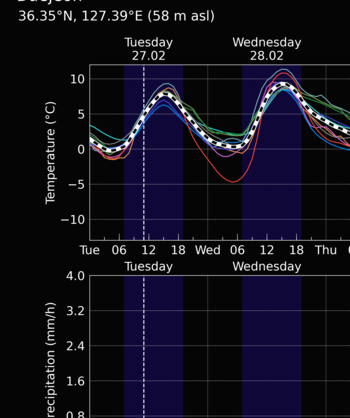 36.35°N, 127.39°E (58 m asl)
Tuesday Wednesday
27.02 28.02
Temperature (°C)
10
5
0
−5
−10
Tue 06 12 18 Wed 06 12 18 Thu
Tuesday Wednesday
recipitation (mm/h)
4.0
3.2
2.4
1.6
0.8